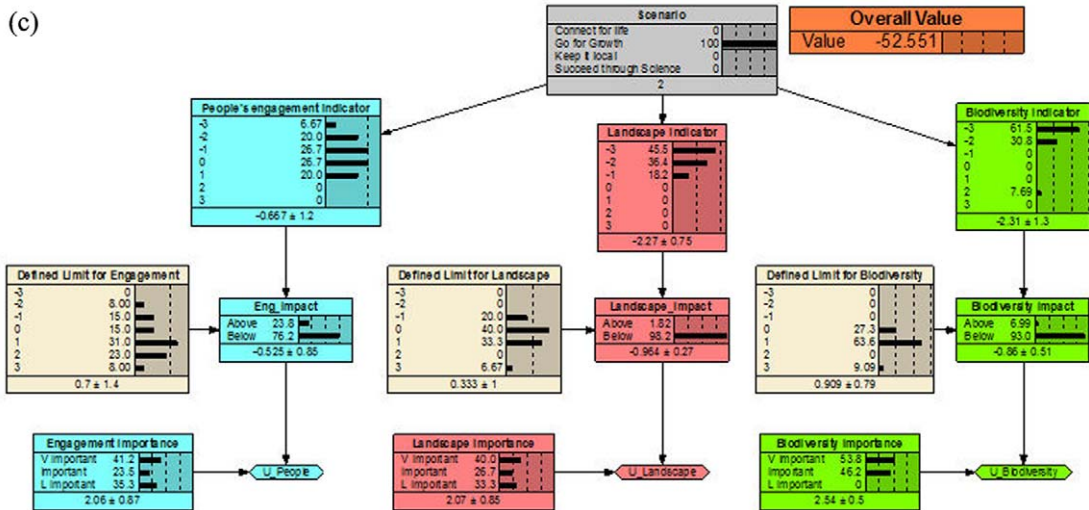 (c)
Scenario
Connect for life 0
Go for Growth 100
Keep it local 0
Succeed through Science 0
2
Overall Value
Value -52.551
People's engagement Indicator
-3 6.67
-2 20.0
-1 26.7
0 26.7
1 20.0
2 0
3 0
-0.667 ± 1.2
Landscape Indicator
-3 45.5
-2 36.4
-1 18.2
0 0
1 0
2 0
3 0
-2.27 ± 0.75
Biodiversity Indicator
-3 61.5
-2 30.8
-1 0
0 0
1 0
2 7.69
3 0
-2.31 ± 1.3
Defined Limit for Engagement
-3 0
-2 8.00
-1 15.0
0 15.0
1 31.0
2 23.0
3 8.00
0.7 ± 1.4
Eng_Impact
Above 23.8
Below 76.2
-0.525 ± 0.85
Defined Limit for Landscape
-3 0
-2 0
-1 20.0
0 40.0
1 33.3
2 0
3 6.67
0.333 ± 1
Landscape_Impact
Above 1.82
Below 98.2
-0.964 ± 0.27
Defined Limit for Biodiversity
-3 0
-2 0
-1 0
0 27.3
1 63.6
2 0
3 9.09
0.909 ± 0.79
Biodiversity Impact
Above 6.99
Below 93.0
-0.86 ± 0.51
Engagement Importance
V Important 41.2
Important 23.5
L Important 35.3
2.06 ± 0.87
U_People
Landscape Importance
V Important 40.0
Important 26.7
L Important 33.3
2.07 ± 0.85
U_Landscape
Biodiversity Importance
V Important 53.8
Important 46.2
L Important 0
2.54 ± 0.5
U_Biodiversity